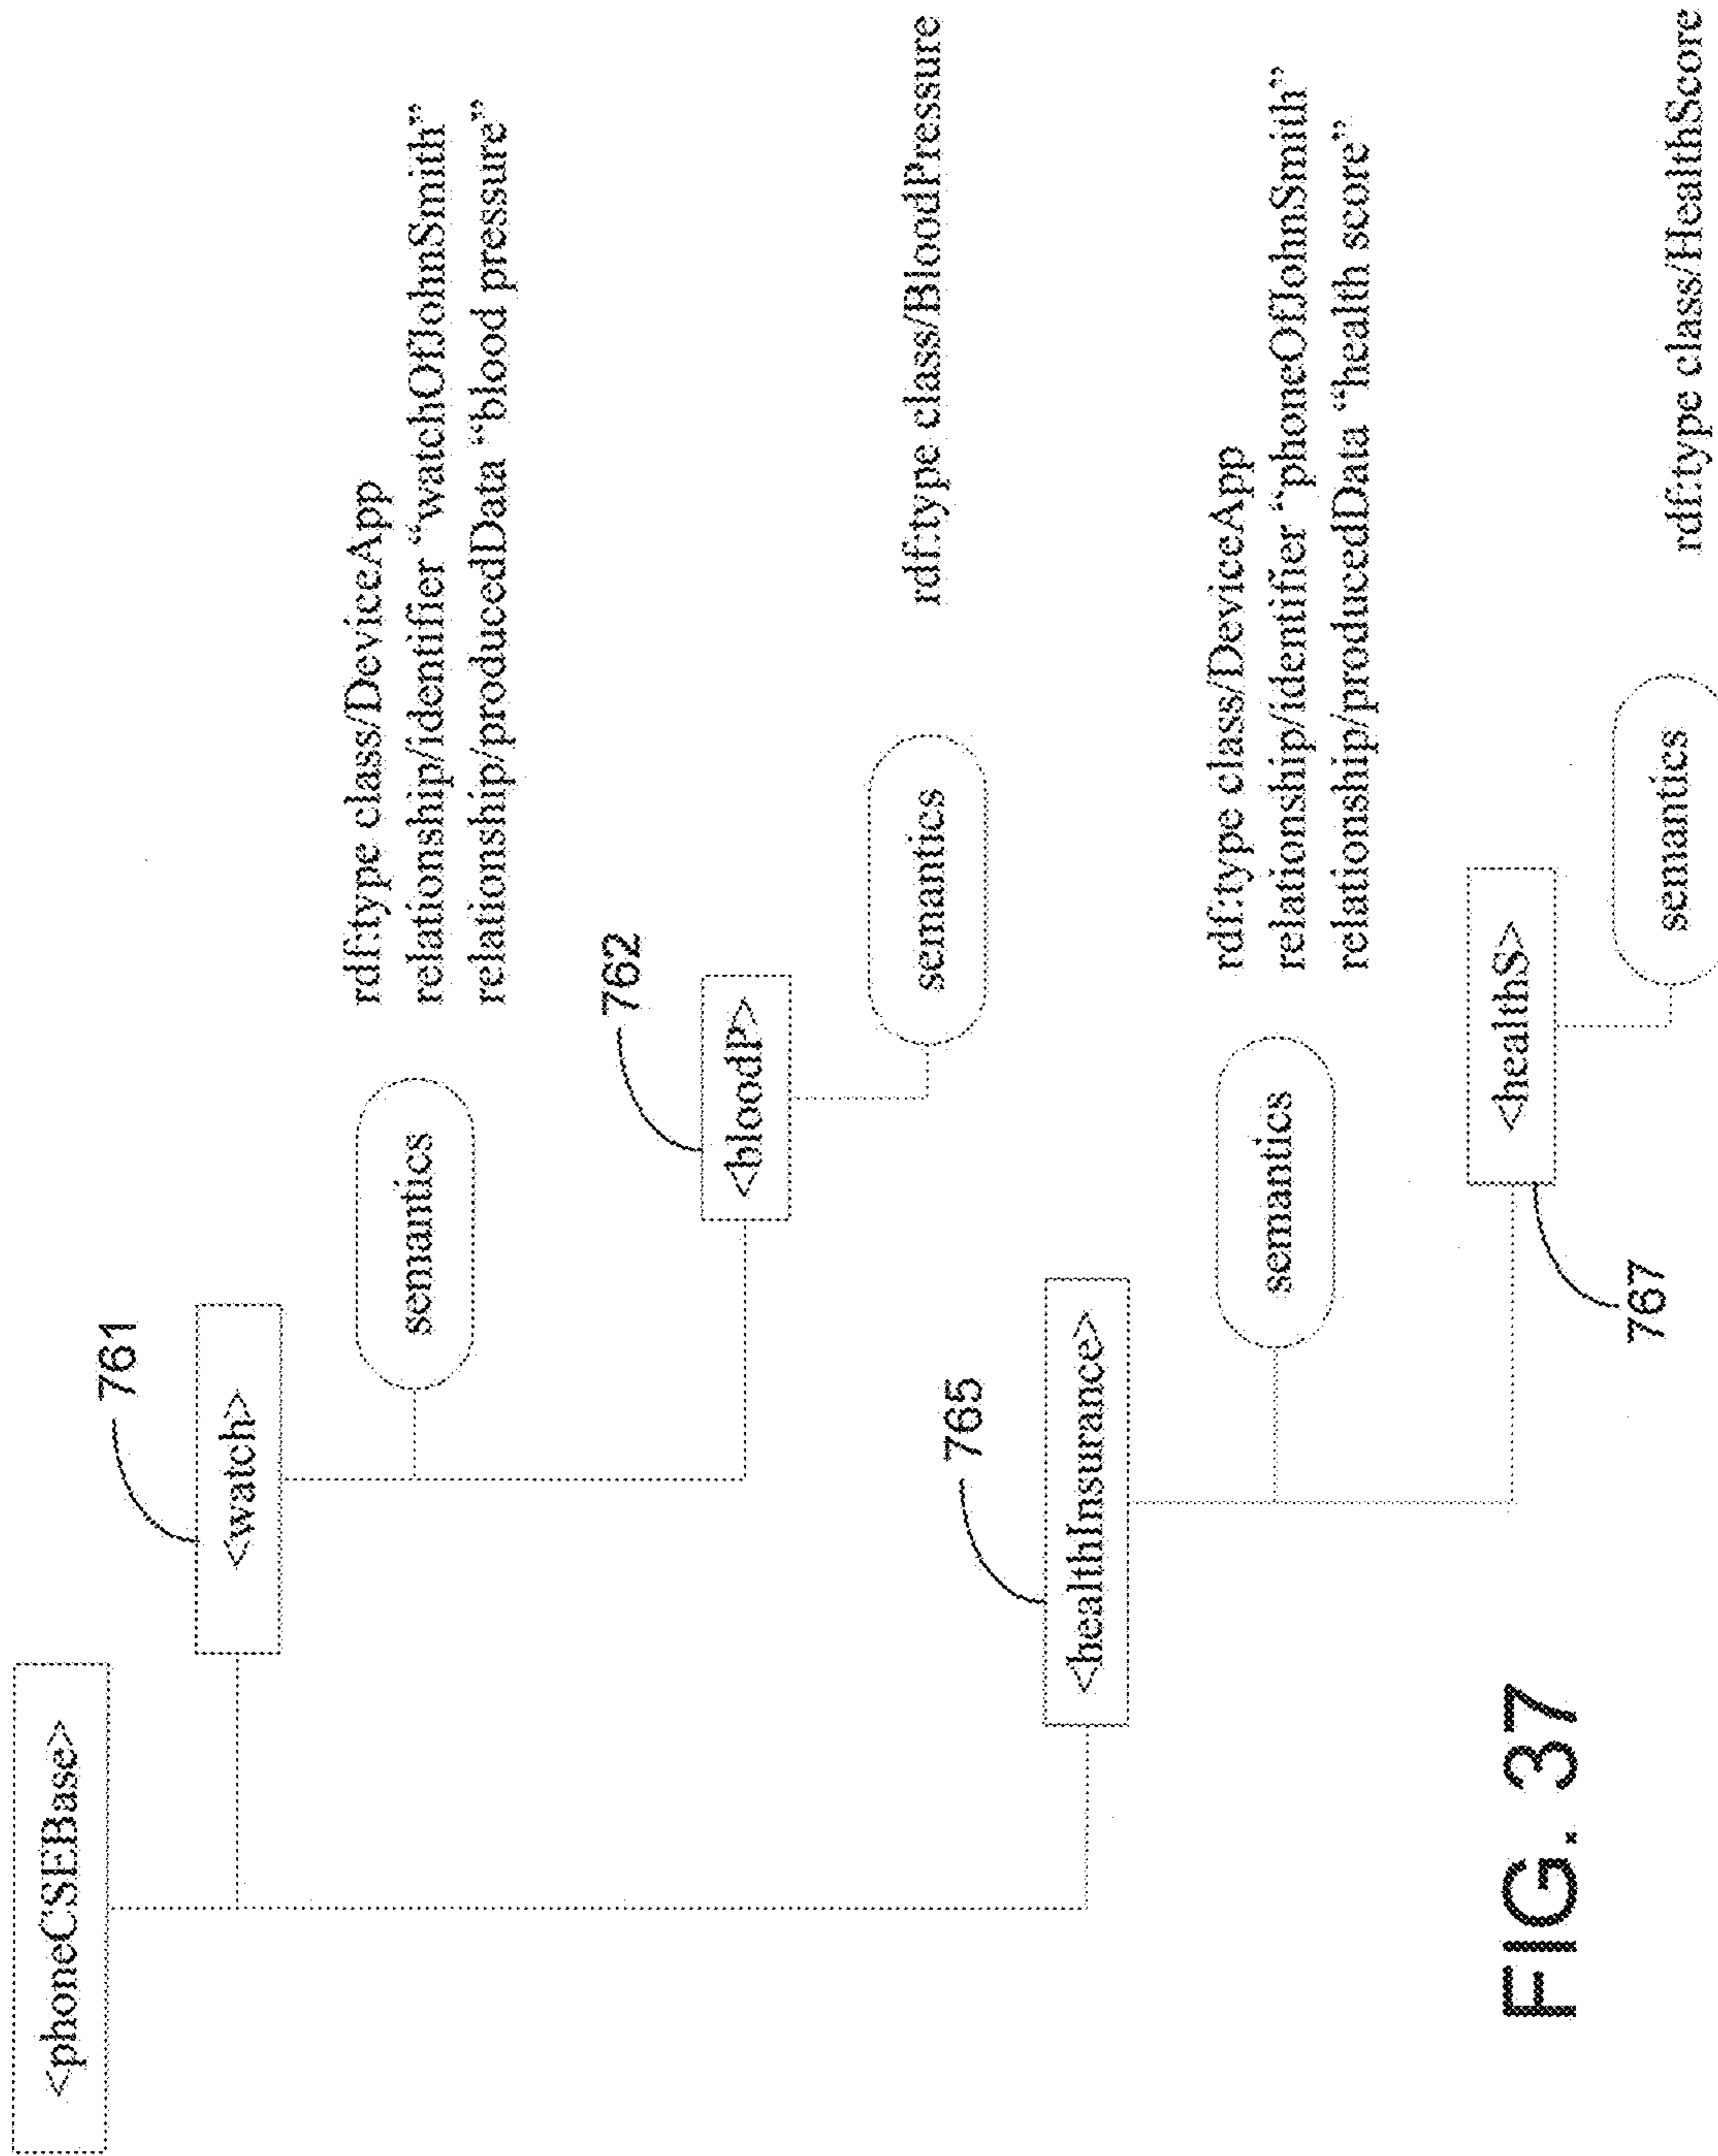 <phoneCSEBase>
761
<watch>
semantics
rdf:type class/DeviceApp
relationship/identifier “watchOfJohnSmith”
relationship/producedData “blood pressure”
762
<bloodP>
semantics
rdf:type class/BloodPressure
765
<healthInsurance>
semantics
rdf:type class/DeviceApp
relationship/identifier “phoneOfJohnSmith”
relationship/producedData “health score”
<healthS>
767
semantics
rdf:type class/HealthScore
FIG. 37